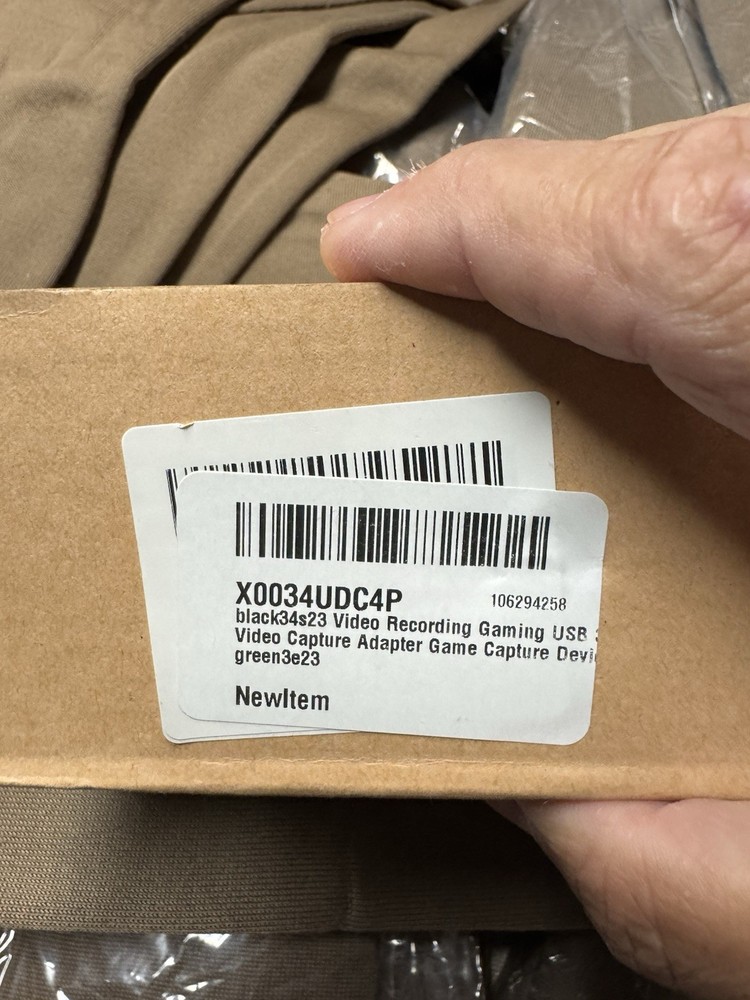 X0034UDC4P
106294258
black34s23 Video Recording Gaming USB
Video Capture Adapter Game Capture
green3e23
NewItem